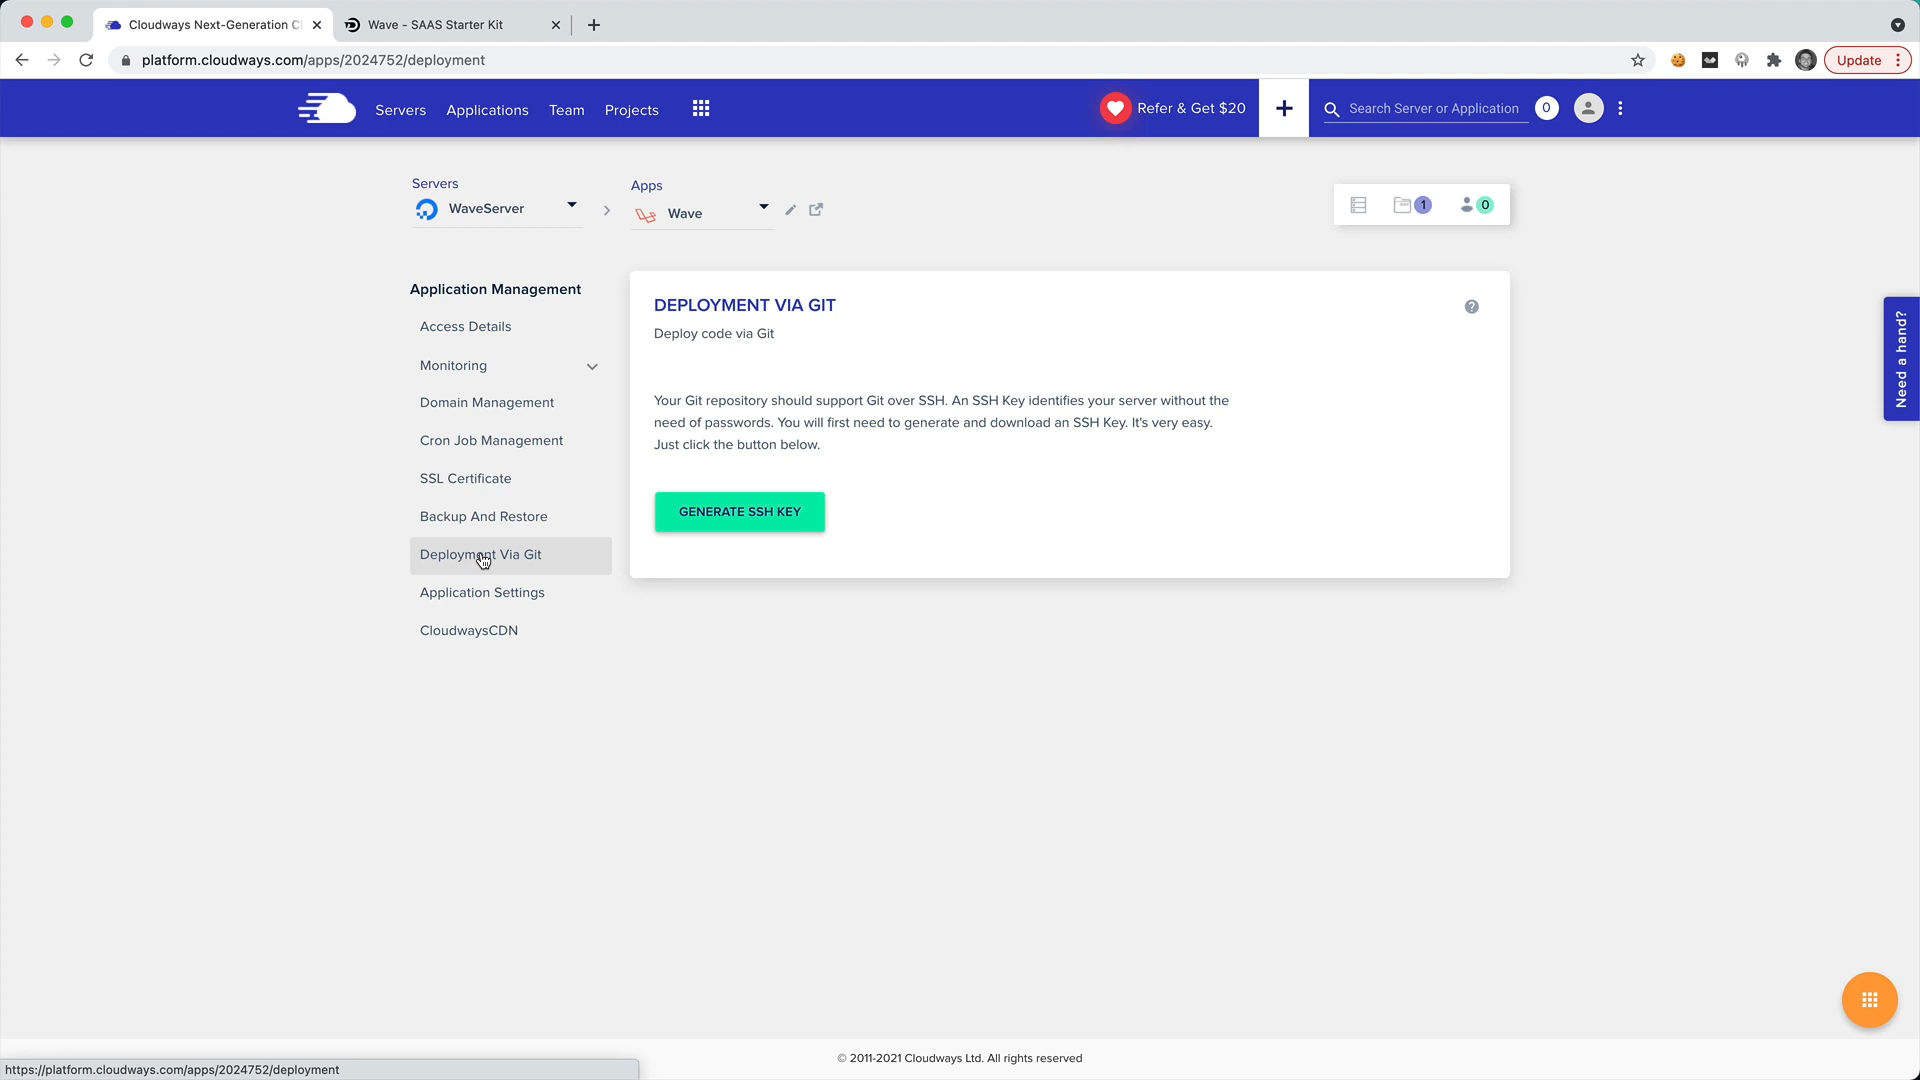 Cloudways Next-Generation Cl
Wave - SAAS Starter Kit
platform.cloudways.com/apps/2024752/deployment
Update
Servers
Applications
Team
Projects
Refer & Get $20
Search Server or Application
0
Servers
WaveServer
Apps
Wave
1
0
Need a hand?
Application Management
Access Details
Monitoring
Domain Management
Cron Job Management
SSL Certificate
Backup And Restore
Deployment Via Git
Application Settings
CloudwaysCDN
DEPLOYMENT VIA GIT
Deploy code via Git
Your Git repository should support Git over SSH. An SSH Key identifies your server without the
need of passwords. You will first need to generate and download an SSH Key. It's very easy.
Just click the button below.
GENERATE SSH KEY
© 2011-2021 Cloudways Ltd. All rights reserved
https://platform.cloudways.com/apps/2024752/deployment